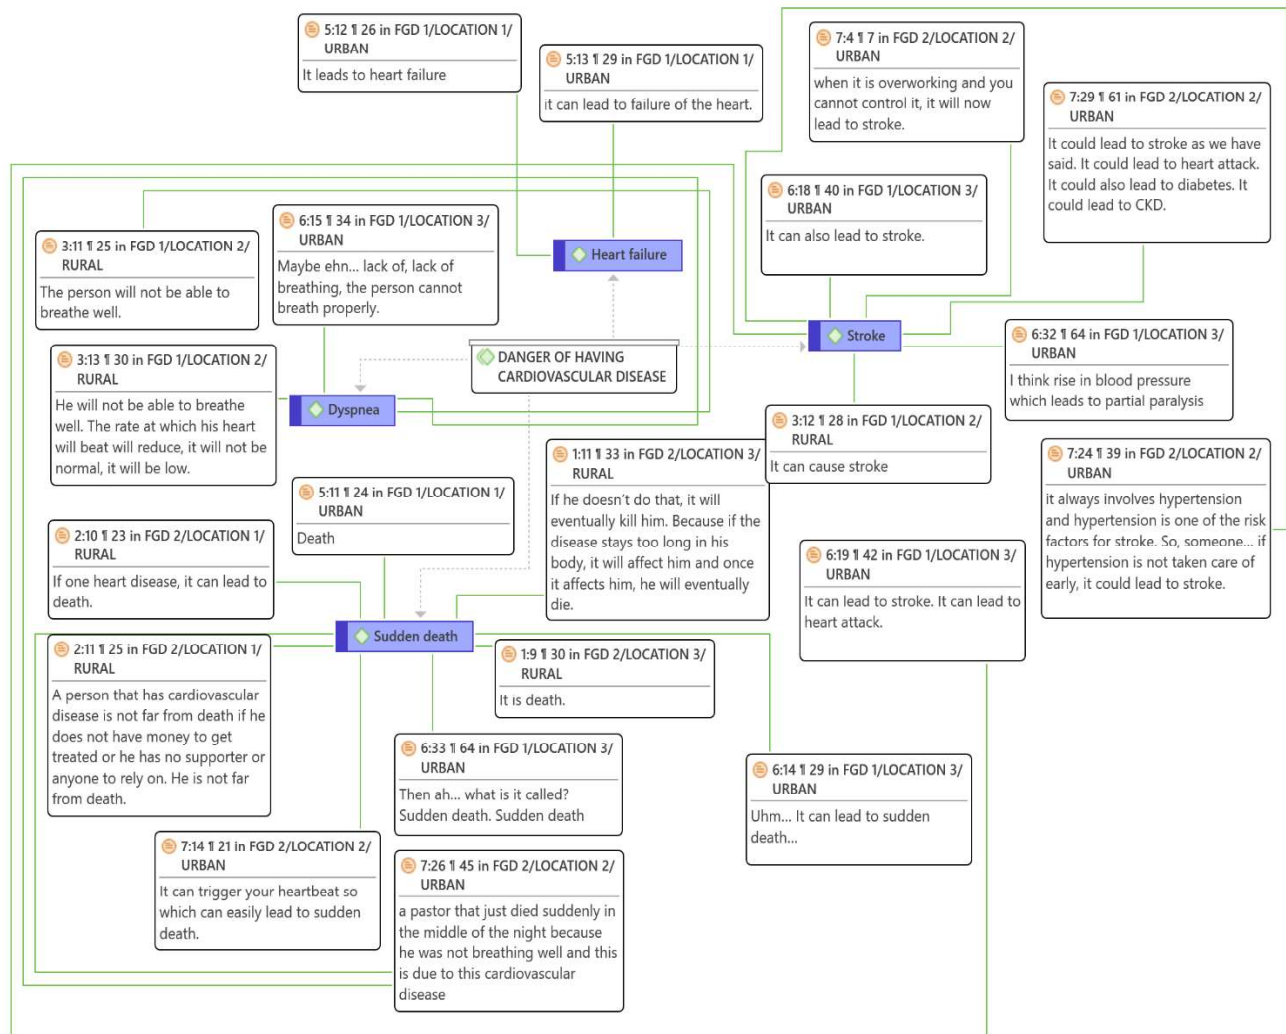 5:12 ¶ 26 in FGD 1/LOCATION 1/
URBAN
It leads to heart failure
5:13 ¶ 29 in FGD 1/LOCATION 1/
URBAN
it can lead to failure of the heart.
7:4 ¶ 7 in FGD 2/LOCATION 2/
URBAN
when it is overworking and you
cannot control it, it will now
lead to stroke.
7:29 ¶ 61 in FGD 2/LOCATION 2/
URBAN
It could lead to stroke as we have
said. It could lead to heart attack.
It could also lead to diabetes. It
could lead to CKD.
6:18 ¶ 40 in FGD 1/LOCATION 3/
URBAN
It can also lead to stroke.
3:11 ¶ 25 in FGD 1/LOCATION 2/
RURAL
The person will not be able to
breathe well.
6:15 ¶ 34 in FGD 1/LOCATION 3/
URBAN
Maybe ehn... lack of, lack of
breathing, the person cannot
breath properly.
Heart failure
Stroke
6:32 ¶ 64 in FGD 1/LOCATION 3/
URBAN
I think rise in blood pressure
which leads to partial paralysis
3:13 ¶ 30 in FGD 1/LOCATION 2/
RURAL
He will not be able to breathe
well. The rate at which his heart
will beat will reduce, it will not be
normal, it will be low.
DANGER OF HAVING
CARDIOVASCULAR DISEASE
Dyspnea
3:12 ¶ 28 in FGD 1/LOCATION 2/
RURAL
It can cause stroke
1:11 ¶ 33 in FGD 2/LOCATION 3/
RURAL
If he doesn´t do that, it will
eventually kill him. Because if the
disease stays too long in his
body, it will affect him and once
it affects him, he will eventually
die.
7:24 ¶ 39 in FGD 2/LOCATION 2/
URBAN
it always involves hypertension
and hypertension is one of the risk
factors for stroke. So, someone... if
hypertension is not taken care of
early, it could lead to stroke.
5:11 ¶ 24 in FGD 1/LOCATION 1/
URBAN
Death
2:10 ¶ 23 in FGD 2/LOCATION 1/
RURAL
If one heart disease, it can lead to
death.
6:19 ¶ 42 in FGD 1/LOCATION 3/
URBAN
It can lead to stroke. It can lead to
heart attack.
Sudden death
2:11 ¶ 25 in FGD 2/LOCATION 1/
RURAL
A person that has cardiovascular
disease is not far from death if he
does not have money to get
treated or he has no supporter or
anyone to rely on. He is not far
from death.
1:9 ¶ 30 in FGD 2/LOCATION 3/
RURAL
It is death.
6:33 ¶ 64 in FGD 1/LOCATION 3/
URBAN
Then ah... what is it called?
Sudden death. Sudden death
6:14 ¶ 29 in FGD 1/LOCATION 3/
URBAN
Uhm... It can lead to sudden
death...
7:14 ¶ 21 in FGD 2/LOCATION 2/
URBAN
It can trigger your heartbeat so
which can easily lead to sudden
death.
7:26 ¶ 45 in FGD 2/LOCATION 2/
URBAN
a pastor that just died suddenly in
the middle of the night because
he was not breathing well and this
is due to this cardiovascular
disease